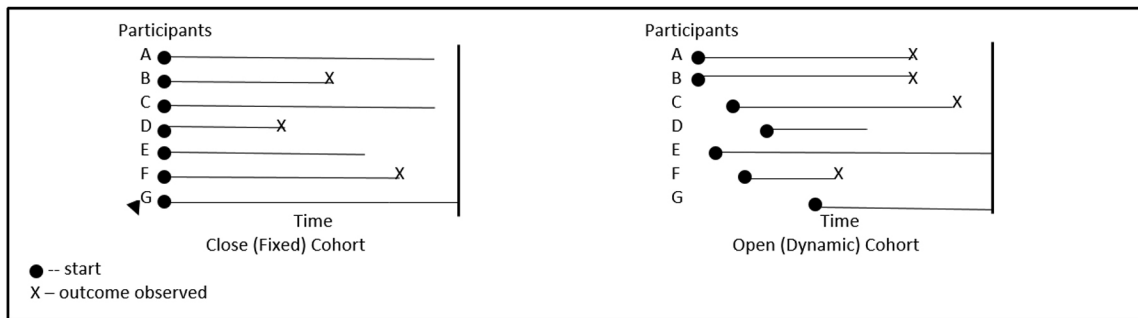 Participants
A
B
C
D
E
F
G
Time
Close (Fixed) Cohort
Participants
A
B
C
D
E
F
G
Time
Open (Dynamic) Cohort
-- start
X – outcome observed